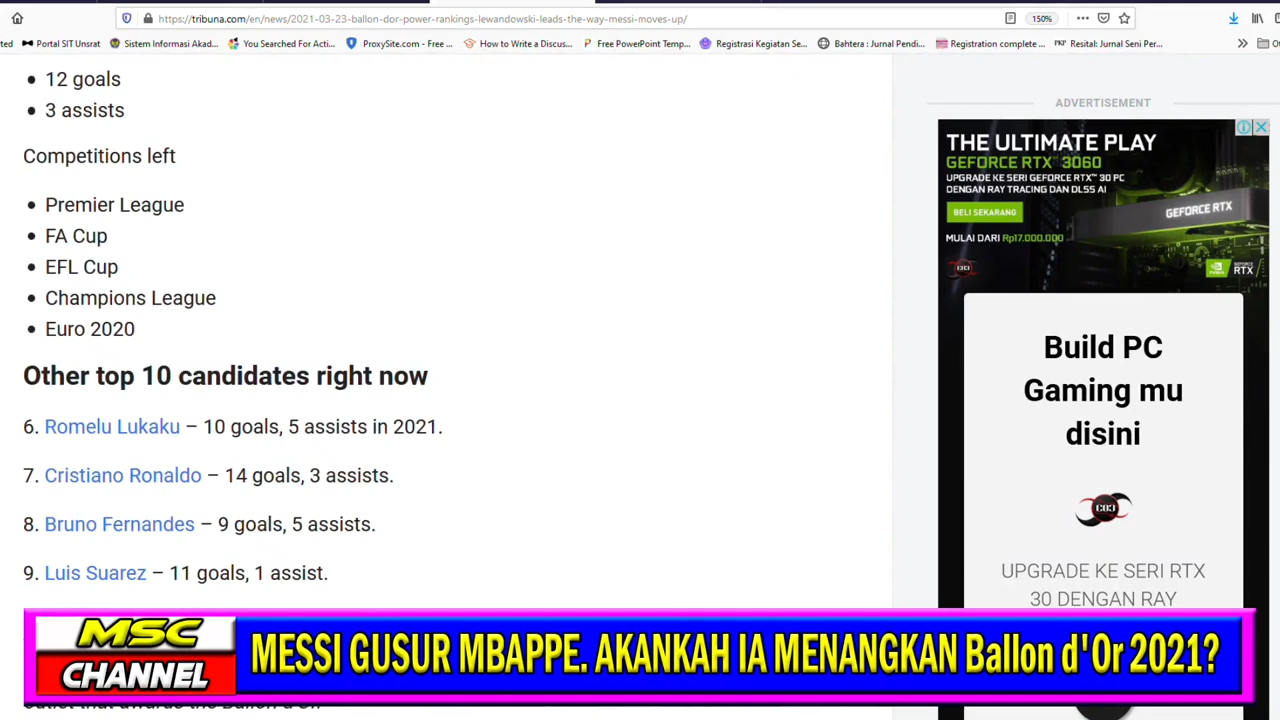 https://tribuna.com/en/news/2021-03-23-ballon-dor-power-rankings-lewandowski-leads-the-way-messi-moves-up/
150%
Portal SIT Unsrat
Sistem Informasi Akad...
You Searched For Acti...
ProxySite.com - Free ...
How to Write a Discus...
Free PowerPoint Temp...
Registrasi Kegiatan Se...
Bahtera : Jurnal Pendi...
Registration complete ...
Resital: Jurnal Seni Per...
12 goals
3 assists
Competitions left
Premier League
FA Cup
EFL Cup
Champions League
Euro 2020
Other top 10 candidates right now
6. Romelu Lukaku – 10 goals, 5 assists in 2021.
7. Cristiano Ronaldo – 14 goals, 3 assists.
8. Bruno Fernandes – 9 goals, 5 assists.
9. Luis Suarez – 11 goals, 1 assist.
ADVERTISEMENT
THE ULTIMATE PLAY
GEFORCE RTX™ 3060
UPGRADE KE SERI GEFORCE RTX™ 30 PC
DENGAN RAY TRACING DAN DLSS AI
BELI SEKARANG
MULAI DARI Rp17.000.000
GEFORCE RTX
GEFORCE
RTX
Build PC
Gaming mu
disini
UPGRADE KE SERI RTX
30 DENGAN RAY
MSC
CHANNEL
MESSI GUSUR MBAPPE. AKANKAH IA MENANGKAN Ballon d'Or 2021?